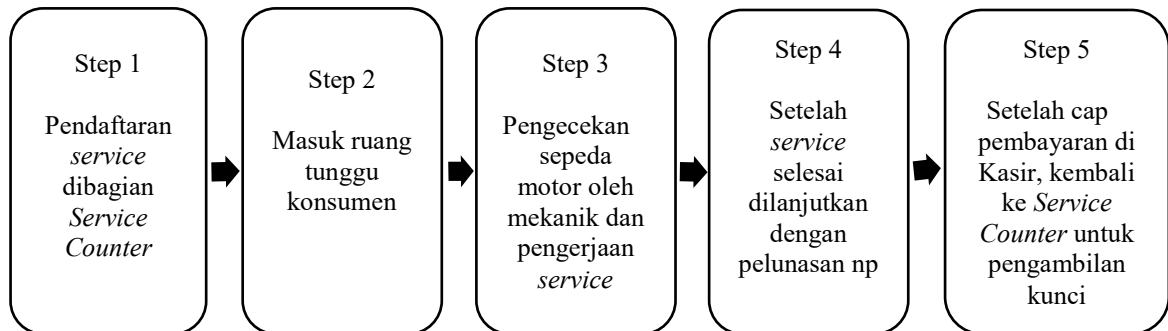 Step 1
Pendaftaran
service
dibagian
Service
Counter
Step 2
Masuk ruang
tunggu
konsumen
Step 3
Pengecekan
sepeda
motor oleh
mekanik dan
pengerjaan
service
Step 4
Setelah
service
selesai
dilanjutkan
dengan
pelunasan np
Step 5
Setelah cap
pembayaran di
Kasir, kembali
ke Service
Counter untuk
pengambilan
kunci